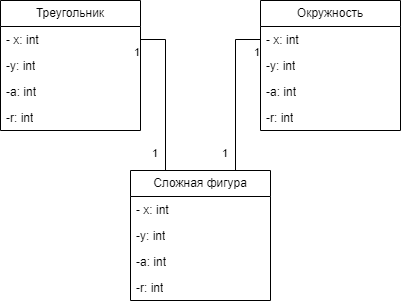 Треугольник
- x: int
-y: int
-a: int
-r: int
1
1
Окружность
- x: int
-y: int
-a: int
-r: int
1
1
Сложная фигура
- x: int
-y: int
-a: int
-r: int